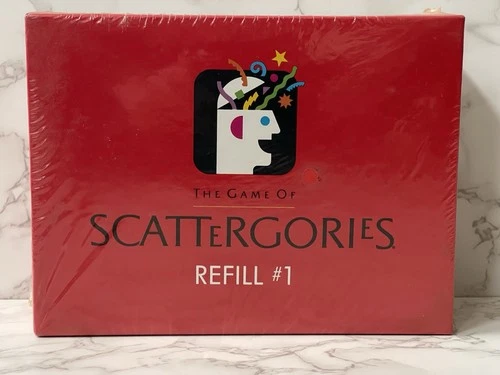 THE GAME OF
SCATTERGORIES
REFILL #1